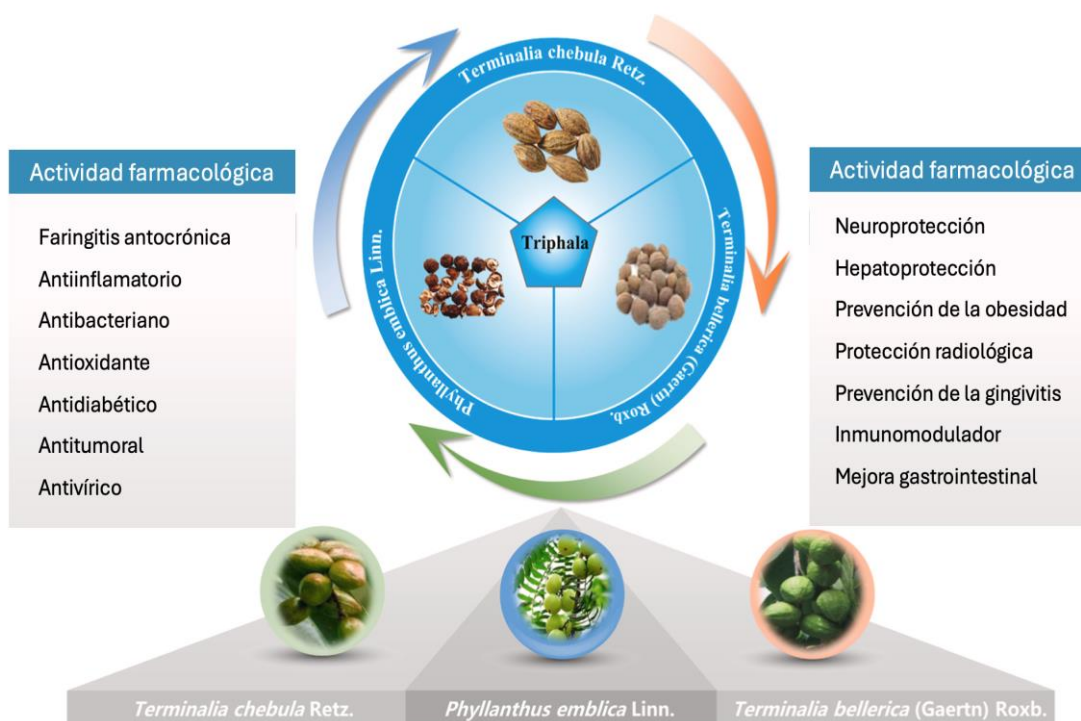 Terminalia chebula Retz.
Actividad farmacológica
Faringitis antocrónica
Antiinflamatorio
Antibacteriano
Antioxidante
Antidiabético
Antitumoral
Antivírico
Phyllanthus emblica Linn.
Triphala
Terminalia bellerica (Gaertn) Roxb.
Actividad farmacológica
Neuroprotección
Hepatoprotección
Prevención de la obesidad
Protección radiológica
Prevención de la gingivitis
Inmunomodulador
Mejora gastrointestinal
Terminalia chebula Retz.
Phyllanthus emblica Linn.
Terminalia bellerica (Gaertn) Roxb.